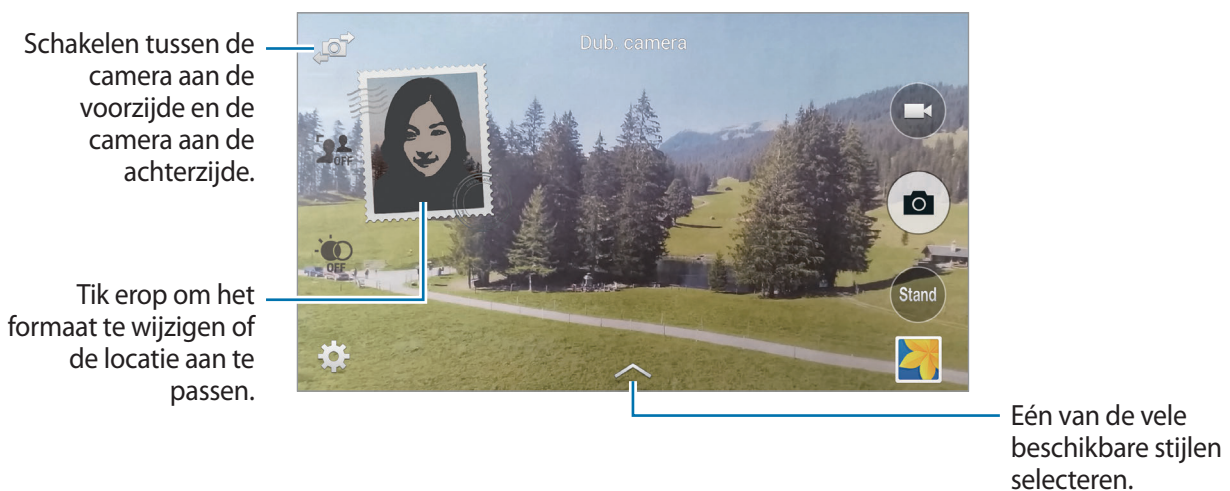 Schakelen tussen de
camera aan de
voorzijde en de
camera aan de
achterzijde.
Dub. camera
OFF
OFF
Tik erop om het
formaat te wijzigen of
de locatie aan te
passen.
Stand
Eén van de vele
beschikbare stijlen
selecteren.